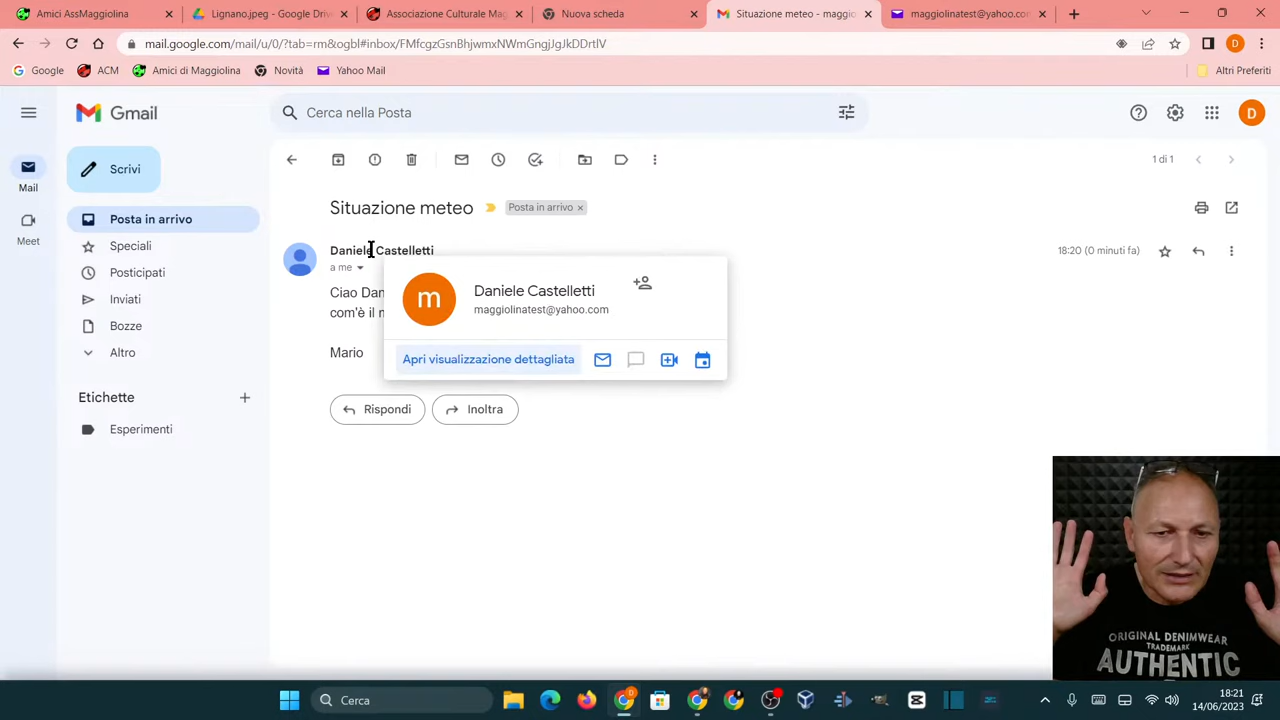 Amici AssMaggiolina
Lignano.jpeg - Google Driv
Associazione Culturale Mag
Nuova scheda
Situazione meteo - maggio
maggiolinatest@yahoo.com
mail.google.com/mail/u/0/?tab=rm&ogbl#inbox/FMfcgzGsnBhjwmxNWmGngjJgJkDDrtlV
Google
ACM
Amici di Maggiolina
Novità
Yahoo Mail
Altri Preferiti
Gmail
Cerca nella Posta
D
Mail
Meet
Scrivi
Posta in arrivo
Speciali
Posticipati
Inviati
Bozze
Altro
Etichette
Esperimenti
1 di 1
Situazione meteo
Posta in arrivo
Daniele Castelletti
18:20 (0 minuti fa)
a me
Ciao Dan
com'è il m
Mario
m
Daniele Castelletti
maggiolinatest@yahoo.com
Apri visualizzazione dettagliata
Rispondi
Inoltra
ORIGINAL DENIMWEAR
TRADEMARK
AUTHENTIC
Cerca
18:21
14/06/2023